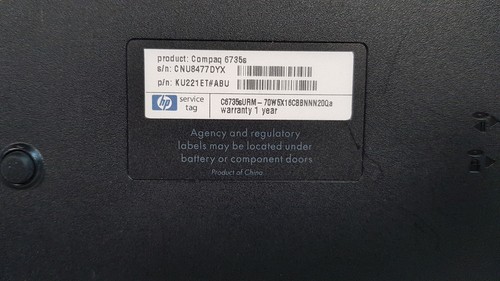 product: Compaq 6735s
s/n: CNU8477DYX
p/n: KU221ET#ABU
hp
service tag
C6735sURM-70W5X16CBBNNN20Qa
warranty 1 year
Agency and regulatory
labels may be located under
battery or component doors
Product of China